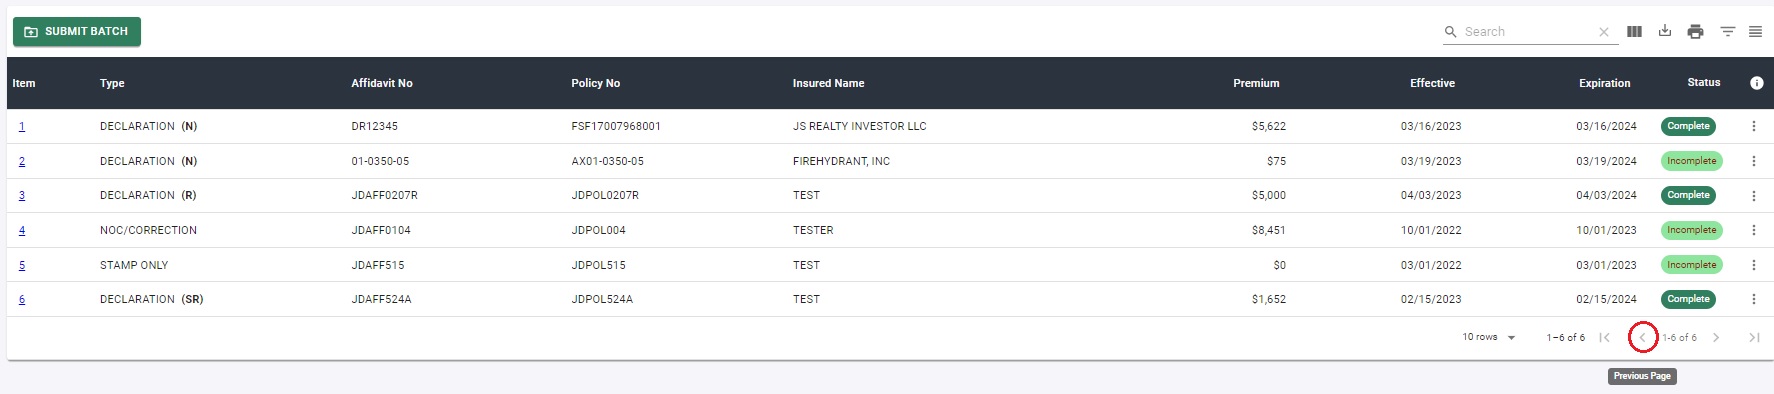 SUBMIT BATCH
Search
Item Type Affidavit No Policy No Insured Name Premium Effective Expiration Status
1 DECLARATION (N) DR12345 FSF17007968001 JS REALTY INVESTOR LLC $5,622 03/16/2023 03/16/2024 Complete
2 DECLARATION (N) 01-0350-05 AX01-0350-05 FIREHYDRANT, INC $75 03/19/2023 03/19/2024 Incomplete
3 DECLARATION (R) JDAFF0207R JDPOL0207R TEST $5,000 04/03/2023 04/03/2024 Complete
4 NOC/CORRECTION JDAFF0104 JDPOL004 TESTER $8,451 10/01/2022 10/01/2023 Incomplete
5 STAMP ONLY JDAFF515 JDPOL515 TEST $0 03/01/2022 03/01/2023 Incomplete
6 DECLARATION (SR) JDAFF524A JDPOL524A TEST $1,652 02/15/2023 02/15/2024 Complete
10 rows 1–6 of 6 1-6 of 6
Previous Page